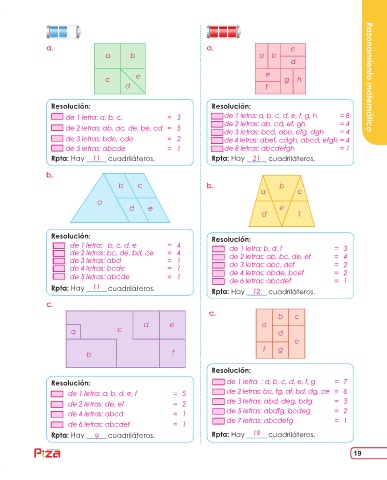 Razonamiento matemático
a.
a b
c d e
Resolución:
de 1 letra: a, b, c, = 3
de 2 letras: ab, ac, de, be, cd = 5
de 3 letras: bde, cde = 2
de 5 letras: abcde = 1
Rpta: Hay 11 cuadriláteros.
b.
b c
a d e
Resolución:
de 1 letra: b, c, d, e = 4
de 2 letras: bc, de, bd, ce = 4
de 3 letras: abd = 1
de 4 letras: bcde = 1
de 5 letras: abcde = 1
Rpta: Hay 11 cuadriláteros.
c.
a c d e
b f
Resolución:
de 1 letra: a, b, d, e, f = 5
de 2 letras: de, ef = 2
de 4 letras: abcd = 1
de 6 letras: abcdef = 1
Rpta: Hay 9 cuadriláteros.
a.
a b c
d
e g h
f
Resolución:
de 1 letra: a, b, c, d, e, f, g, h = 8
de 2 letras: ab, cd, ef, gh = 4
de 3 letras: bcd, abe, efg, dgh = 4
de 4 letras: abef, cdgh, abcd, efgh = 4
de 8 letras: abcdefgh = 1
Rpta: Hay 21 cuadriláteros.
b.
a b c
d e f
Resolución:
de 1 letra: b, d, f = 3
de 2 letras: ab, bc, de, ef = 4
de 3 letras: abc, def = 2
de 4 letras: abde, bcef = 2
de 6 letras: abcdef = 1
Rpta: Hay 12 cuadriláteros.
c.
a b c
d e
f g
Resolución:
de 1 letra : a, b, c, d, e, f, g = 7
de 2 letras: bc, fg, af, bd, dg, ce = 6
de 3 letras: abd, deg, bdg = 3
de 5 letras: abdfg, bcdeg = 2
de 7 letras: abcdefg = 1
Rpta: Hay 19 cuadriláteros.
19